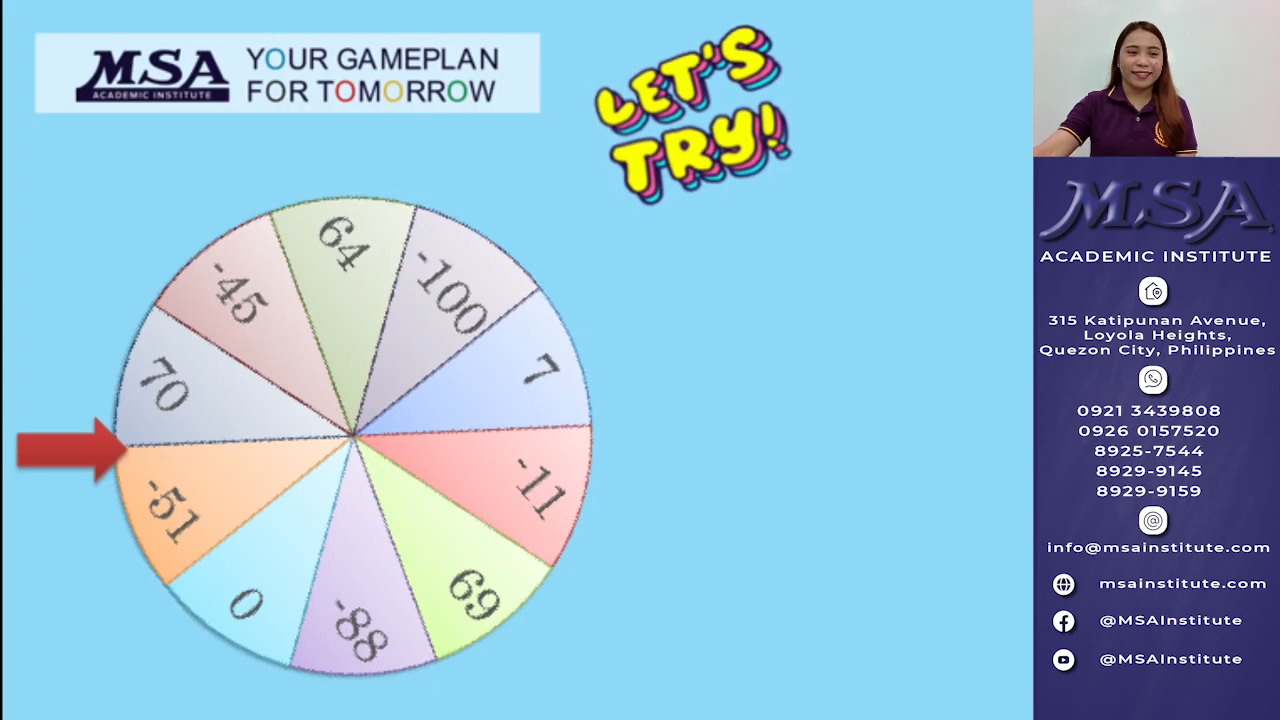 MSA
ACADEMIC INSTITUTE
YOUR GAMEPLAN
FOR TOMORROW
LET'S
TRY!
64
-100
7
-11
69
-88
0
-51
70
-45
MSA
ACADEMIC INSTITUTE
315 Katipunan Avenue,
Loyola Heights,
Quezon City, Philippines
0921 3439808
0926 0157520
8925-7544
8929-9145
8929-9159
info@msainstitute.com
msainstitute.com
@MSAInstitute
@MSAInstitute